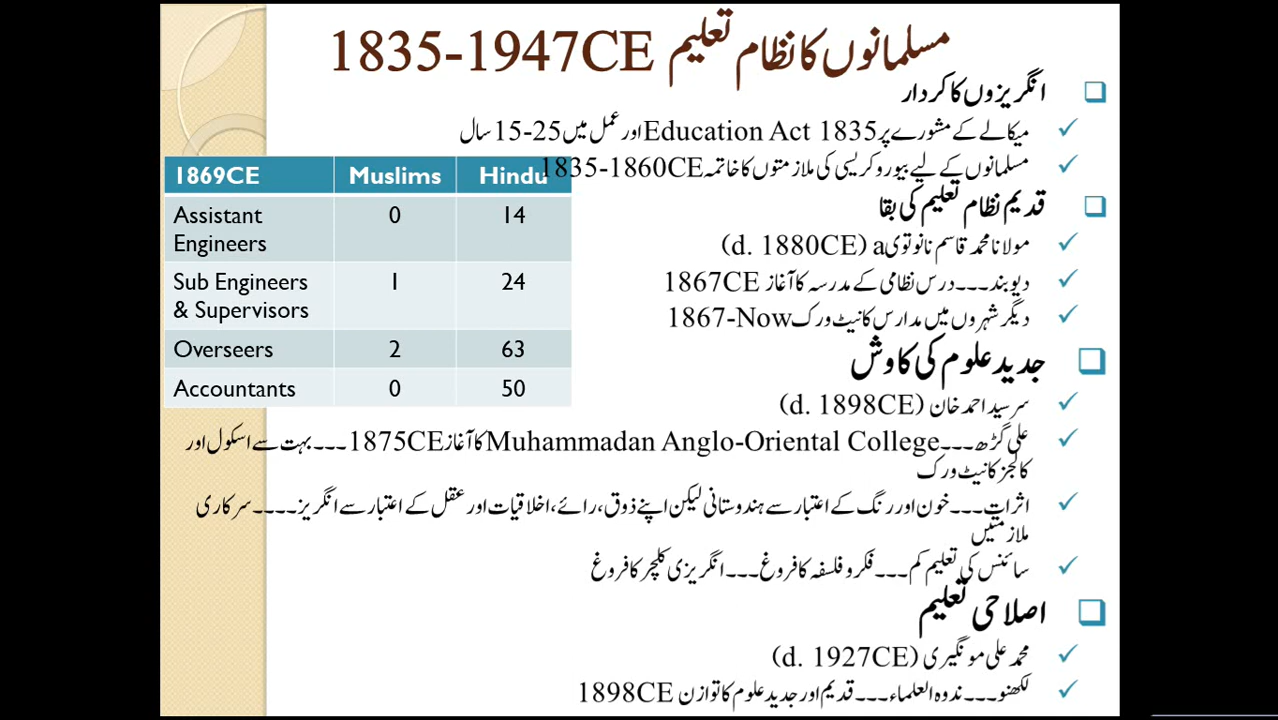 مسلمانوں کا نظام تعلیم 1835-1947CE
انگریزوں کا کردار
میکالے کے مشورے پر Education Act 1835 اور عمل میں 25-15 سال
مسلمانوں کے لیے بیوروکریسی کی ملازمتوں کا خاتمہ 1835-1860CE
1869CE Muslims Hindu
Assistant Engineers 0 14
Sub Engineers & Supervisors 1 24
Overseers 2 63
Accountants 0 50
قدیم نظام تعلیم کی بقا
مولانا محمد قاسم نانوتوی a (d. 1880CE)
دیوبند۔۔۔درس نظامی کے مدرسہ کا آغاز 1867CE
دیگر شہروں میں مدارس کا نیٹ ورک 1867-Now
جدید علوم کی کاوش
سرسید احمد خان (d. 1898CE)
علی گڑھ۔۔۔Muhammadan Anglo-Oriental College کا آغاز 1875CE۔۔۔بہت سے اسکول اور
کالجز کا نیٹ ورک
اثرات۔۔۔خون اور رنگ کے اعتبار سے ہندوستانی لیکن اپنے ذوق، رائے، اخلاقیات اور عقل کے اعتبار سے انگریز۔۔۔۔سرکاری
ملازمتیں
سائنس کی تعلیم کم۔۔۔فکر و فلسفہ کا فروغ۔۔۔انگریزی کلچر کا فروغ
اصلاحی تعلیم
محمد علی مونگیری (d. 1927CE)
لکھنو۔۔۔ندوہ العلماء۔۔۔قدیم اور جدید علوم کا توازن 1898CE